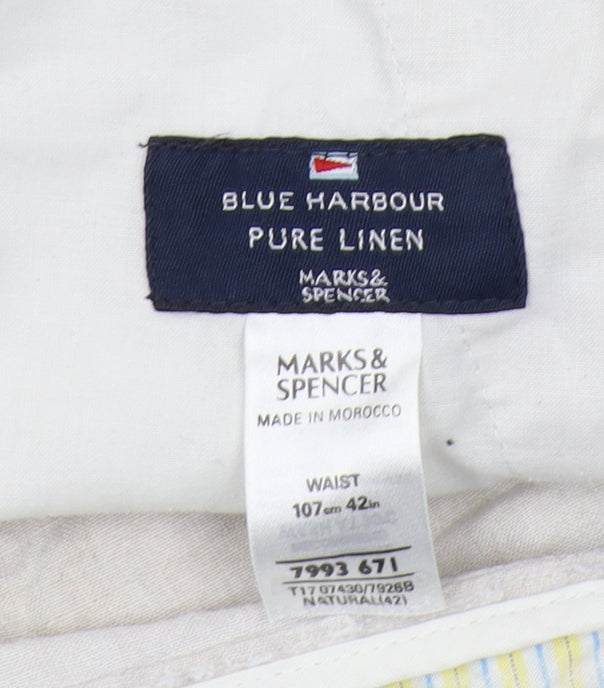 BLUE HARBOUR
PURE LINEN
MARKS&
SPENCER
MARKS&
SPENCER
MADE IN MOROCCO
WAIST
107cm 42in
7993 671
T17 07430/7926B
NATURAL(42)